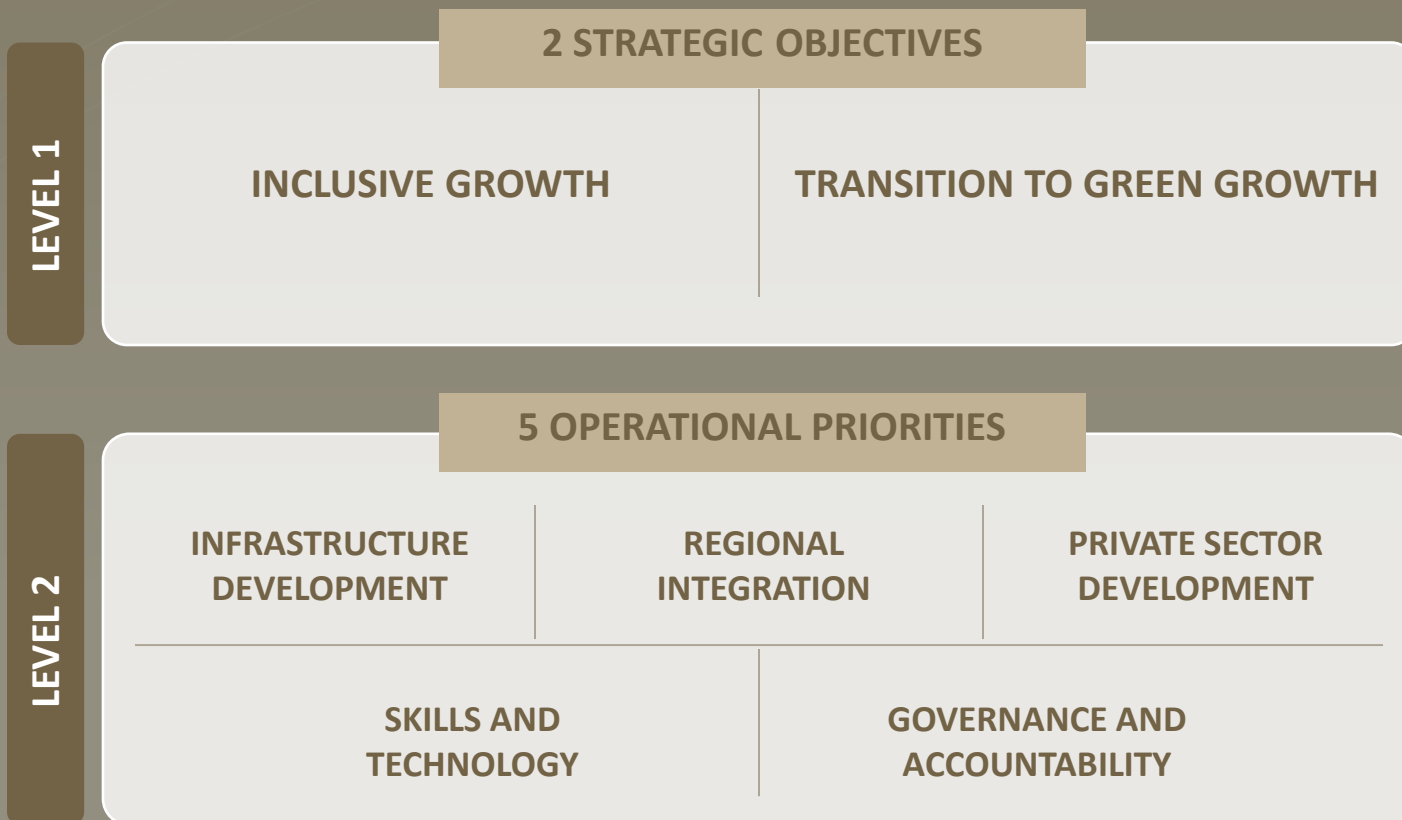 2 STRATEGIC OBJECTIVES
LEVEL 1
INCLUSIVE GROWTH
TRANSITION TO GREEN GROWTH
5 OPERATIONAL PRIORITIES
LEVEL 2
INFRASTRUCTURE
DEVELOPMENT
REGIONAL
INTEGRATION
PRIVATE SECTOR
DEVELOPMENT
SKILLS AND
TECHNOLOGY
GOVERNANCE AND
ACCOUNTABILITY